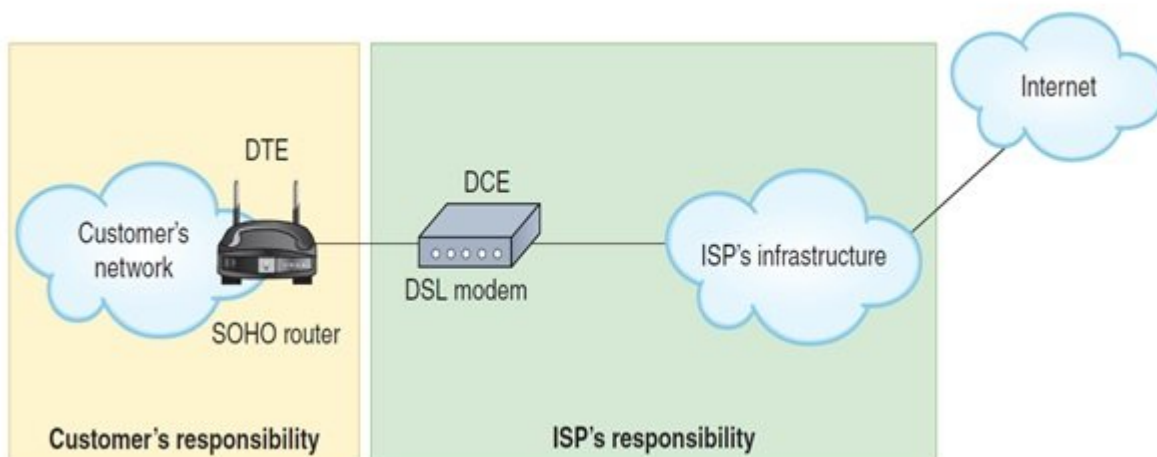 Internet
DTE
DCE
Customer's
network
ISP's infrastructure
DSL modem
SOHO router
Customer's responsibility
ISP's responsibility